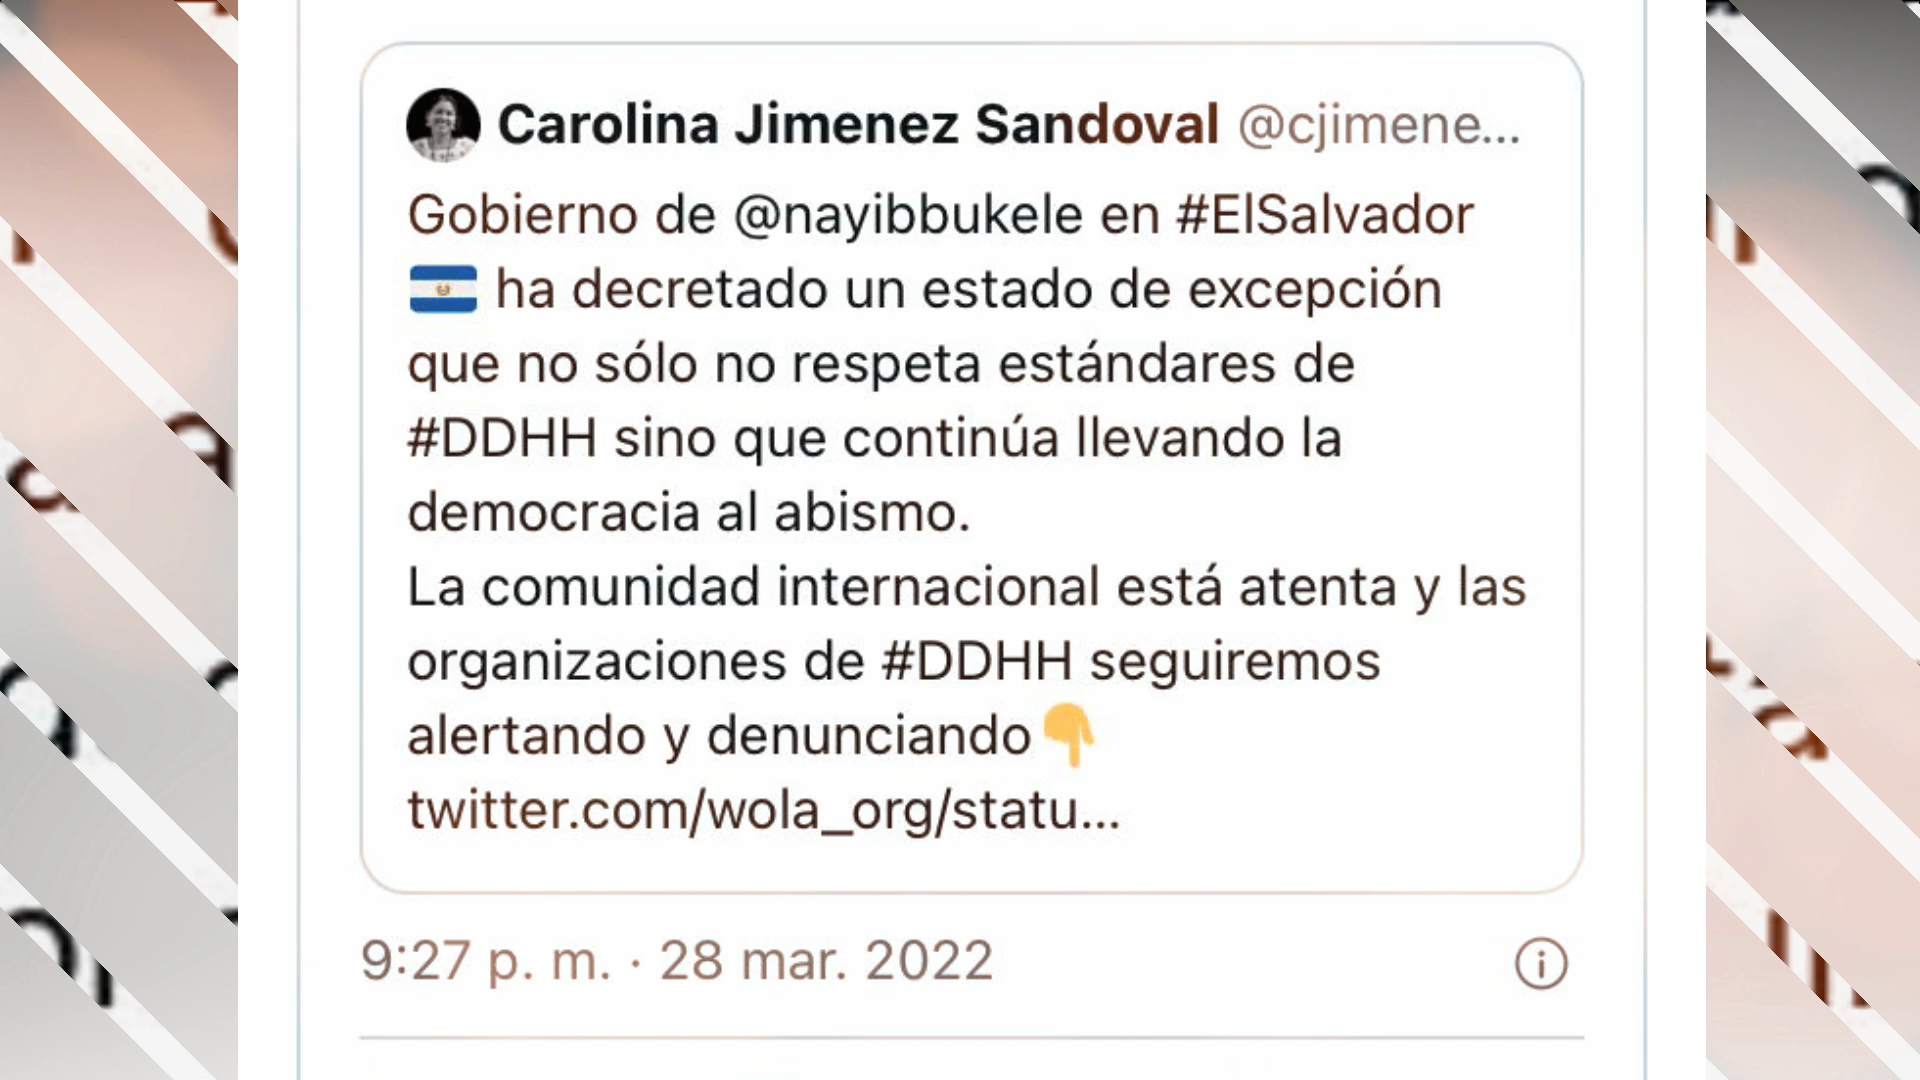 Carolina Jimenez Sandoval @cjimene...
Gobierno de @nayibbukele en #ElSalvador
🇸🇻 ha decretado un estado de excepción
que no sólo no respeta estándares de
#DDHH sino que continúa llevando la
democracia al abismo.
La comunidad internacional está atenta y las
organizaciones de #DDHH seguiremos
alertando y denunciando👇
twitter.com/wola_org/statu...
9:27 p. m. · 28 mar. 2022